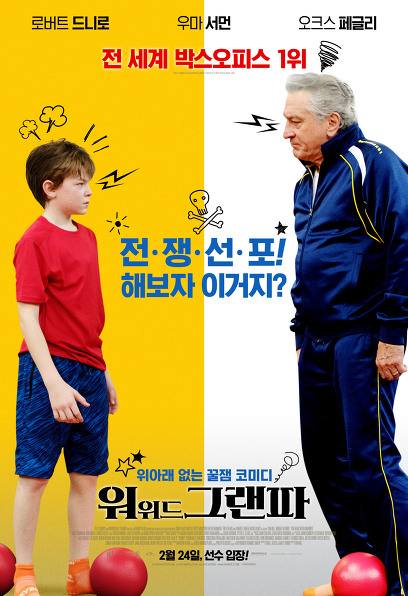 로버트 드니로 우마 서먼 오크스 페글리
전 세계 박스오피스 1위
전·쟁·선·포!
해보자 이거지?
위아래 없는 꿀잼 코미디
워 위드 그랜파
2월 24일, 선수 입장!